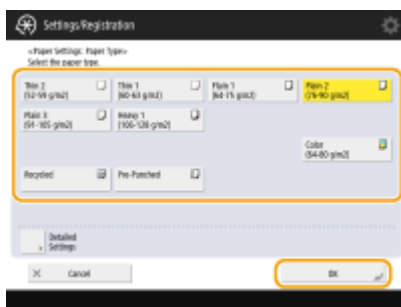 Settings/Registration
<Paper Settings: Paper Type>
Select the paper type.
Thin 2
(52-59 g/m2)
Thin 1
(60-63 g/m2)
Plain 1
(64-75 g/m2)
Plain 2
(76-90 g/m2)
Plain 3
(91-105 g/m2)
Heavy 1
(106-128 g/m2)
Color
(64-80 g/m2)
Recycled
Pre-Punched
Detailed
Settings
Cancel
OK